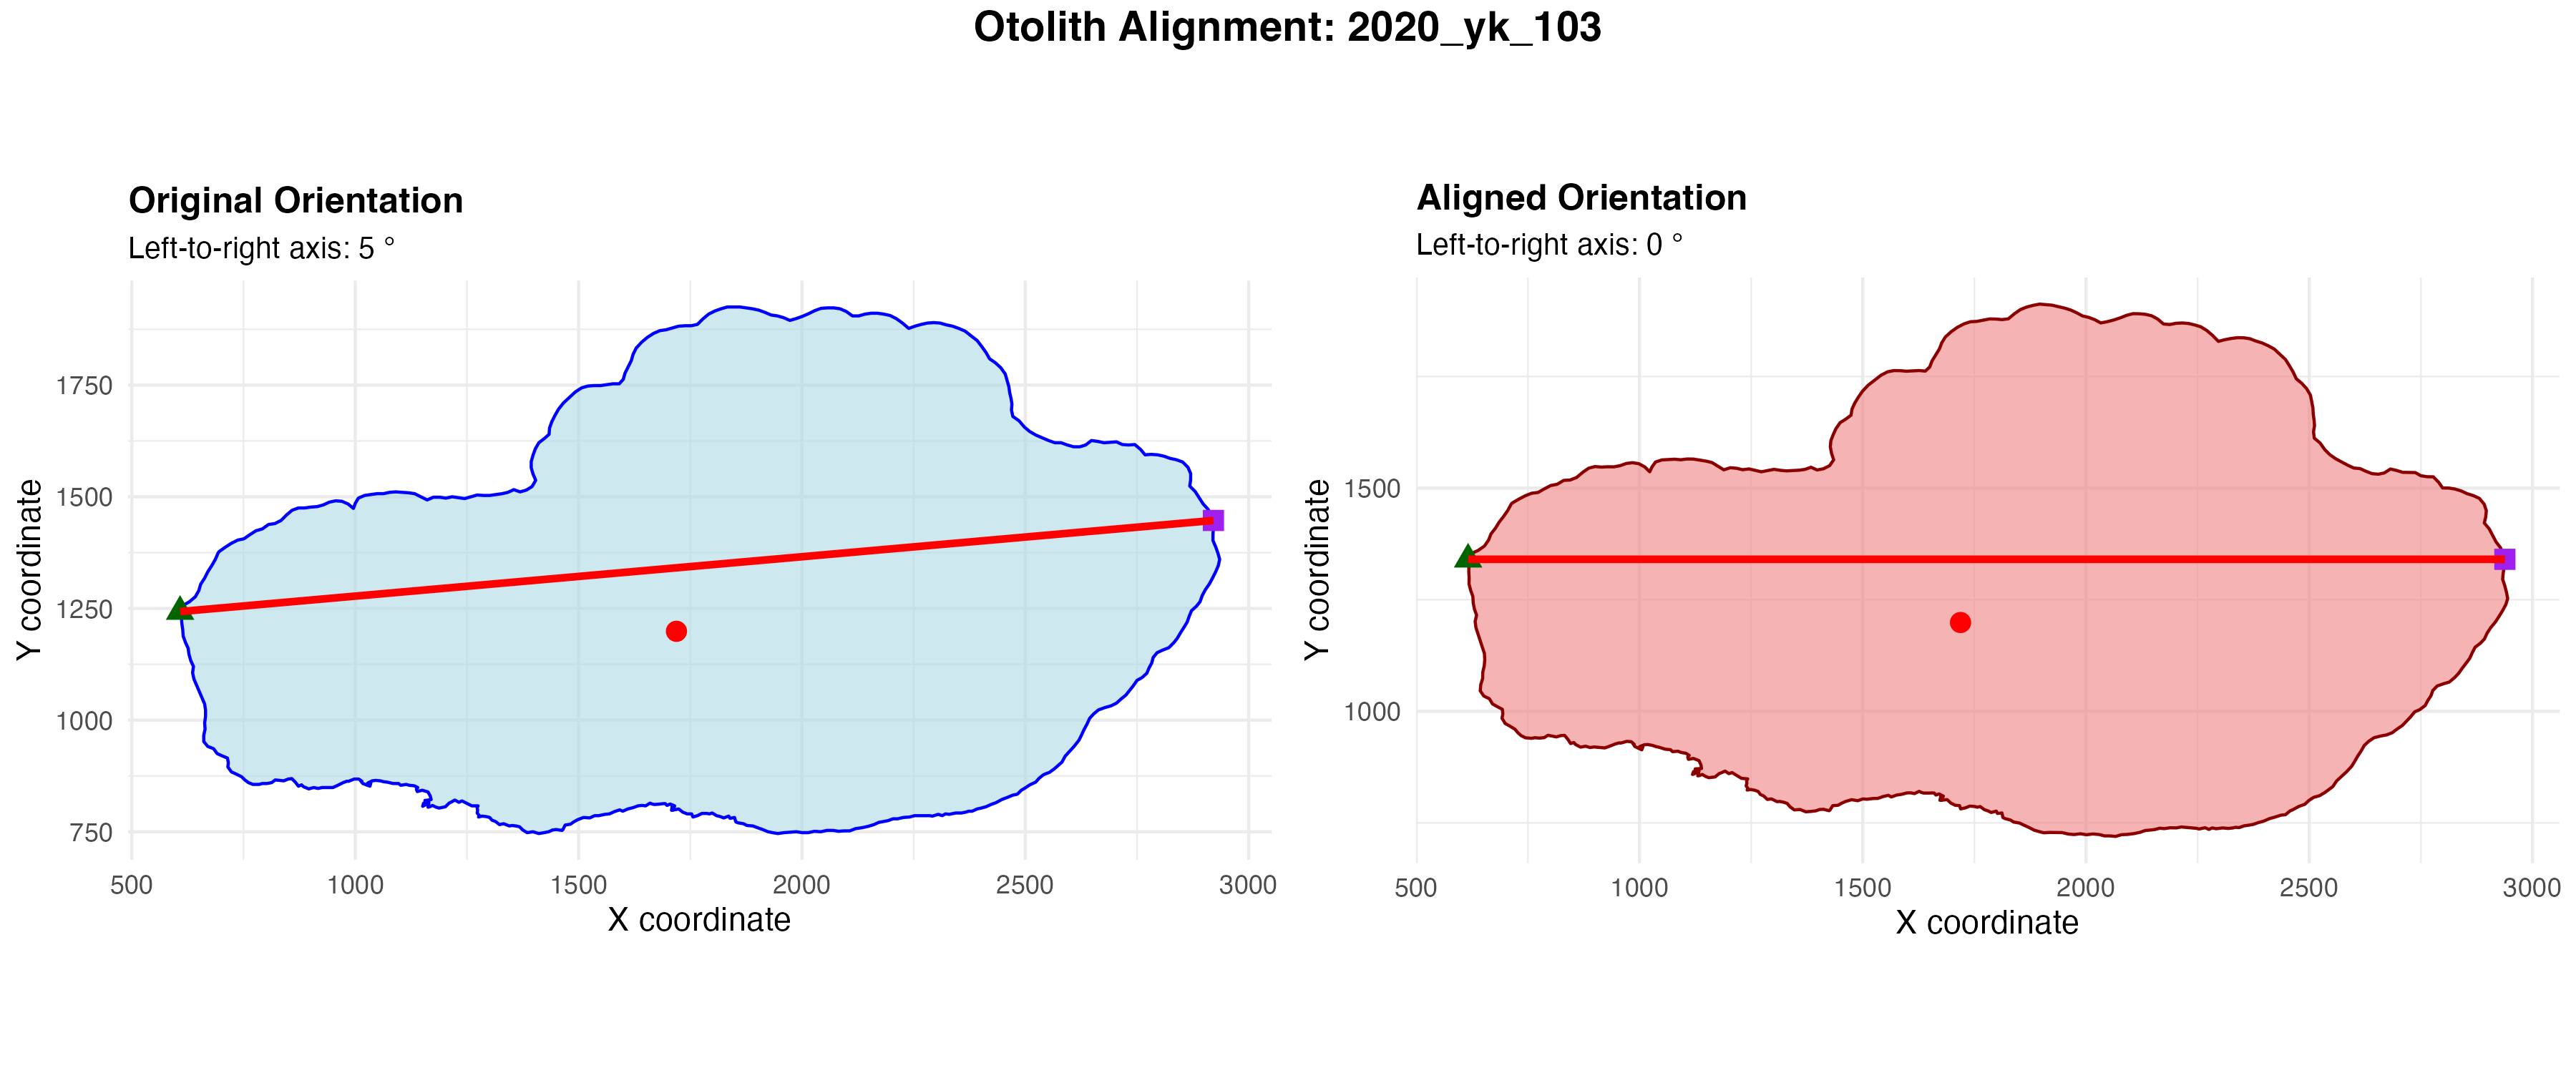 Otolith Alignment: 2020_yk_103
Original Orientation
Left-to-right axis: 5 °
Y coordinate
1750
1500
1250
1000
750
500 1000 1500 2000 2500 3000
X coordinate
Aligned Orientation
Left-to-right axis: 0 °
Y coordinate
1500
1000
500 1000 1500 2000 2500 3000
X coordinate